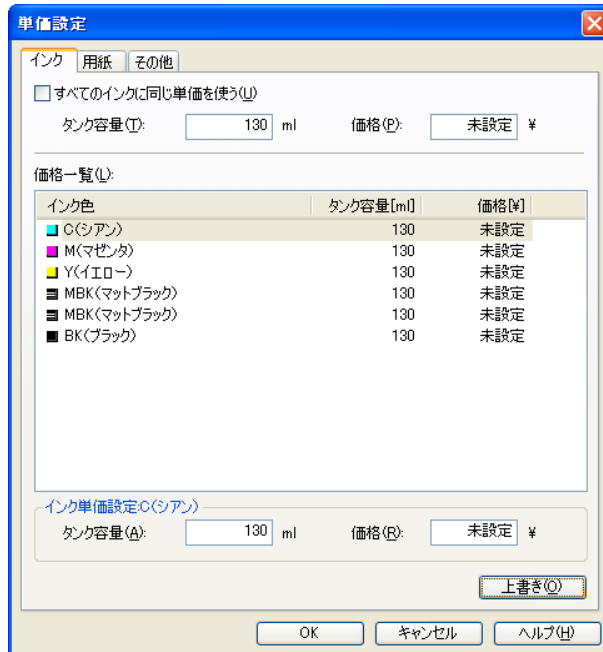 単価設定
インク 用紙 その他
すべてのインクに同じ単価を使う(U)
タンク容量(T): 130 ml 価格(P): 未設定 ¥
価格一覧(L):
インク色 タンク容量[ml] 価格[¥]
C(シアン) 130 未設定
M(マゼンタ) 130 未設定
Y(イエロー) 130 未設定
MBK(マットブラック) 130 未設定
MBK(マットブラック) 130 未設定
BK(ブラック) 130 未設定
インク単価設定:C(シアン)
タンク容量(A): 130 ml 価格(R): 未設定 ¥
上書き(O)
OK キャンセル ヘルプ(H)